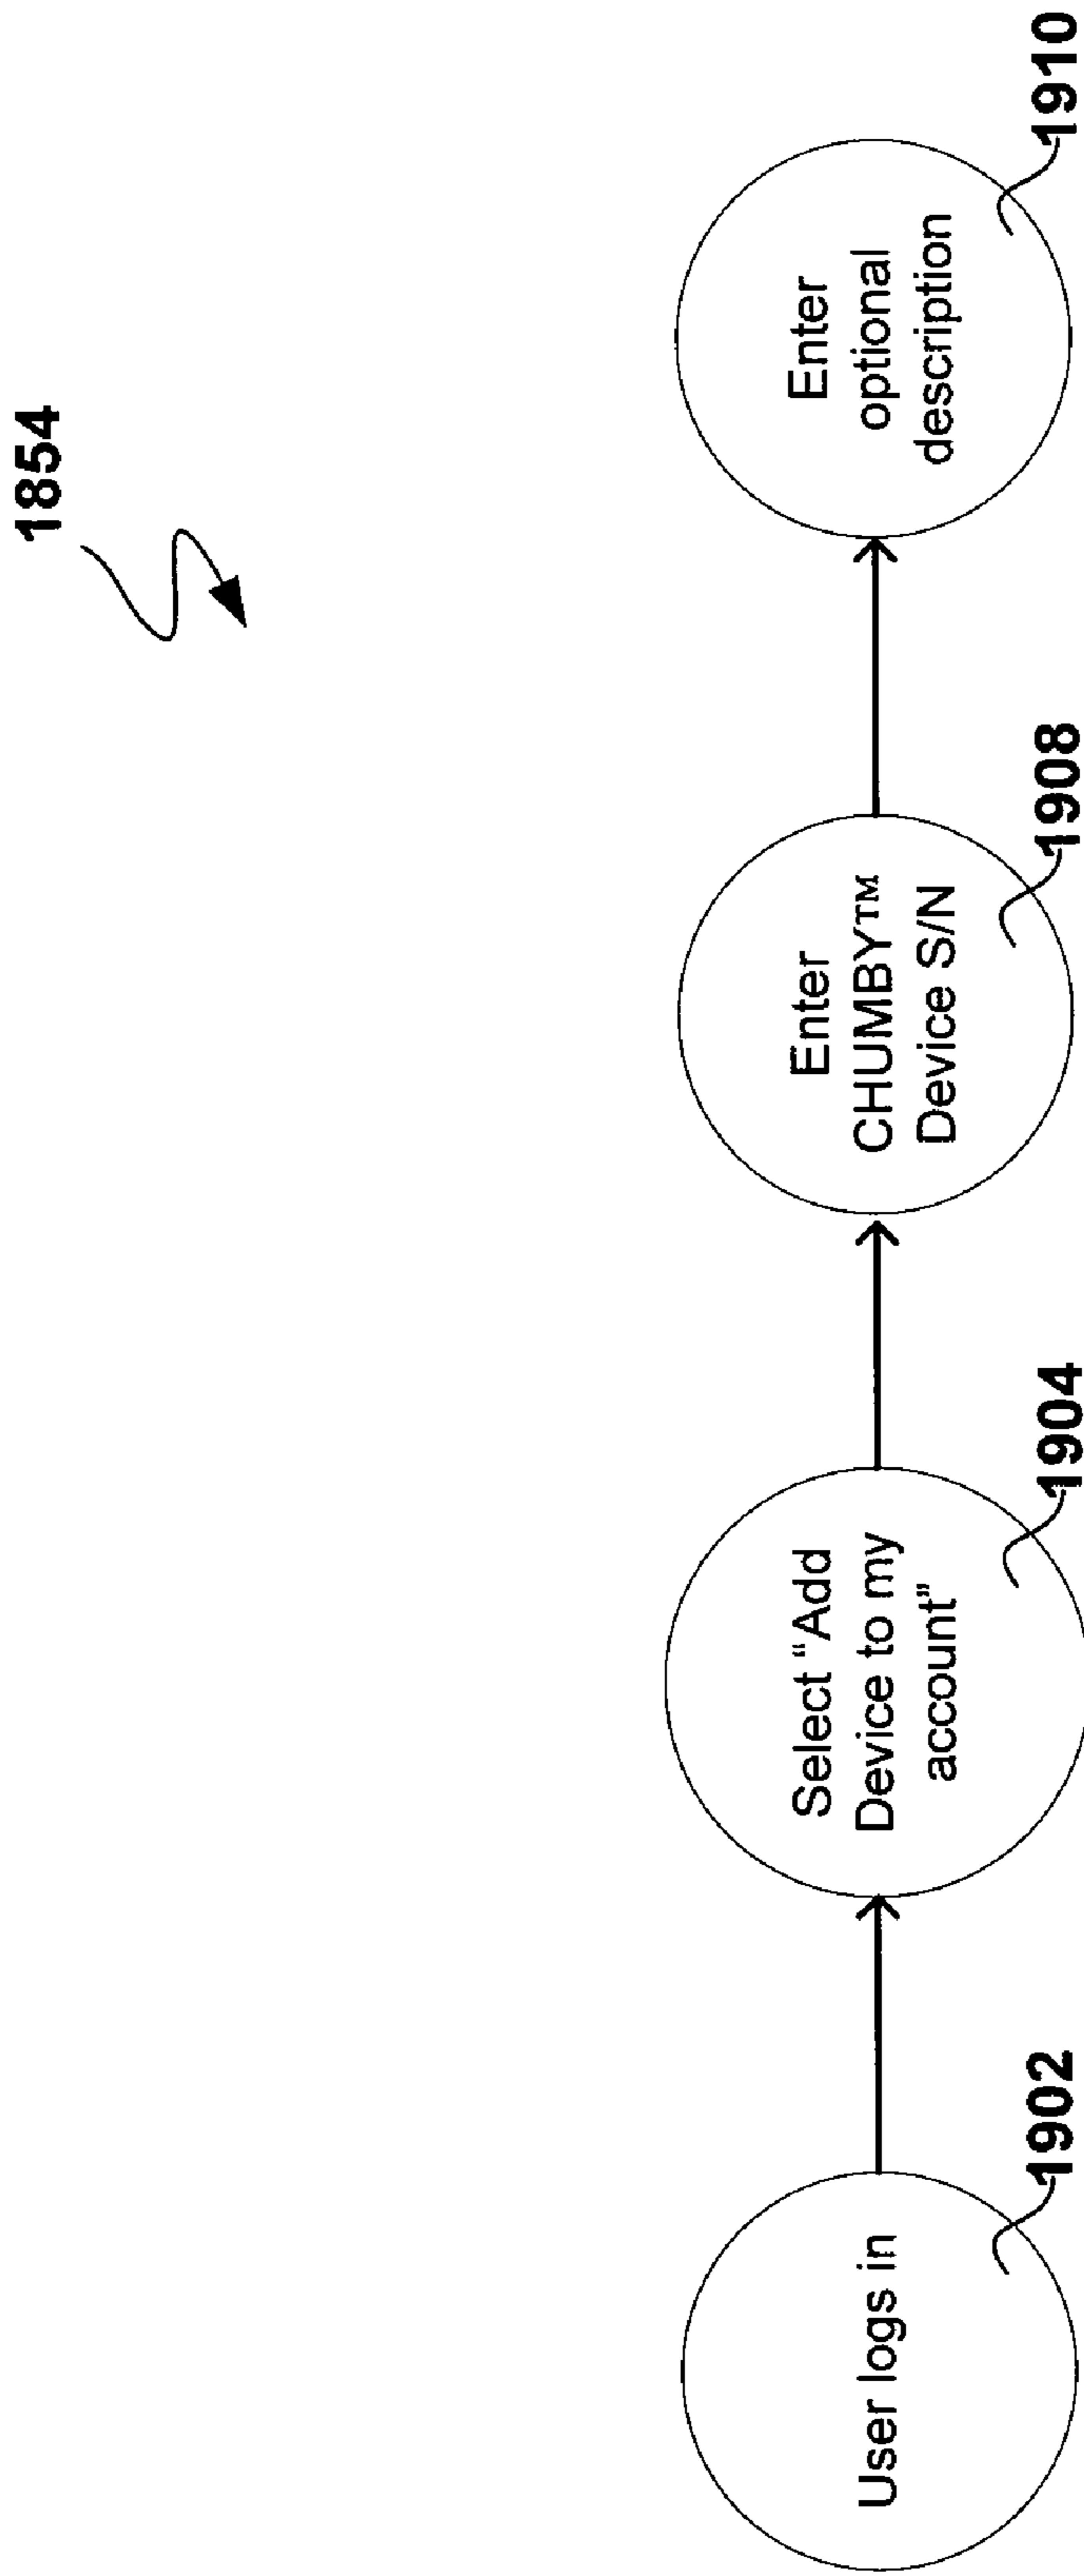 1854
User logs in
1902
Select “Add
Device to my
account”
1904
Enter
CHUMBY™
Device S/N
1908
Enter
optional
description
1910